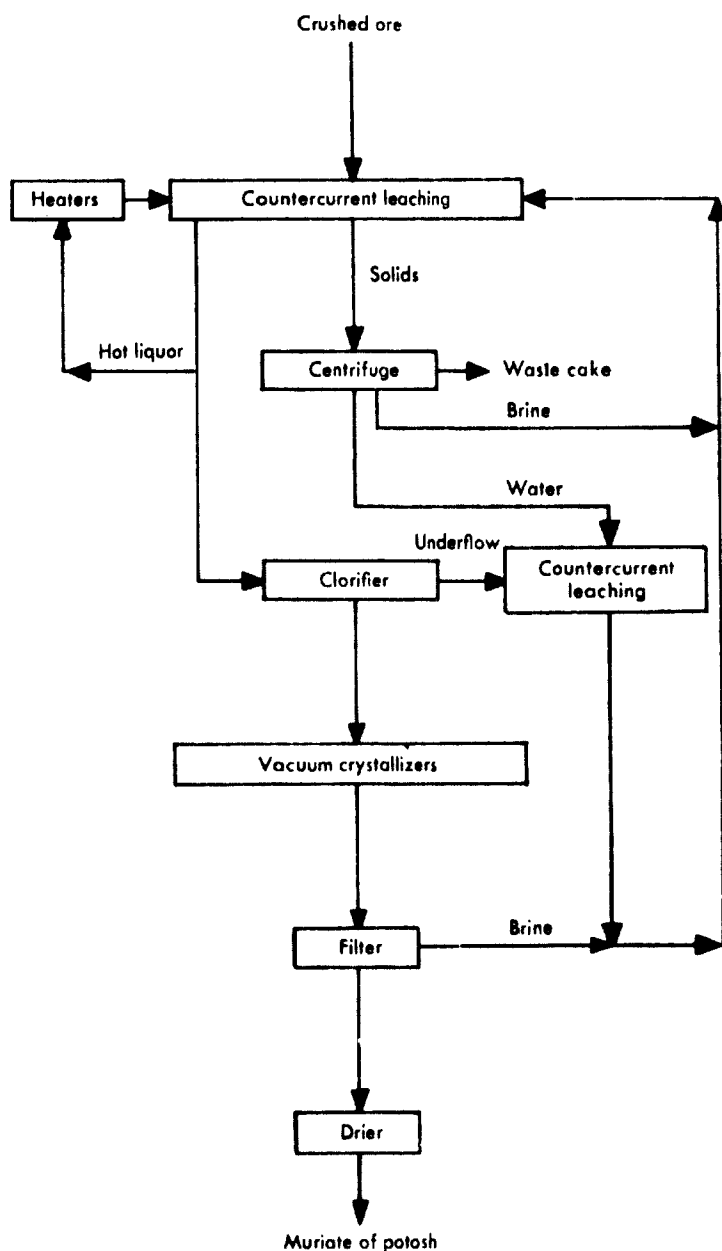 Crushed ore
Heaters
Countercurrent leaching
Solids
Hot liquor
Centrifuge
Waste cake
Brine
Water
Underflow
Clorifier
Countercurrent
leaching
Vacuum crystallizers
Filter
Brine
Drier
Muriate of potosh